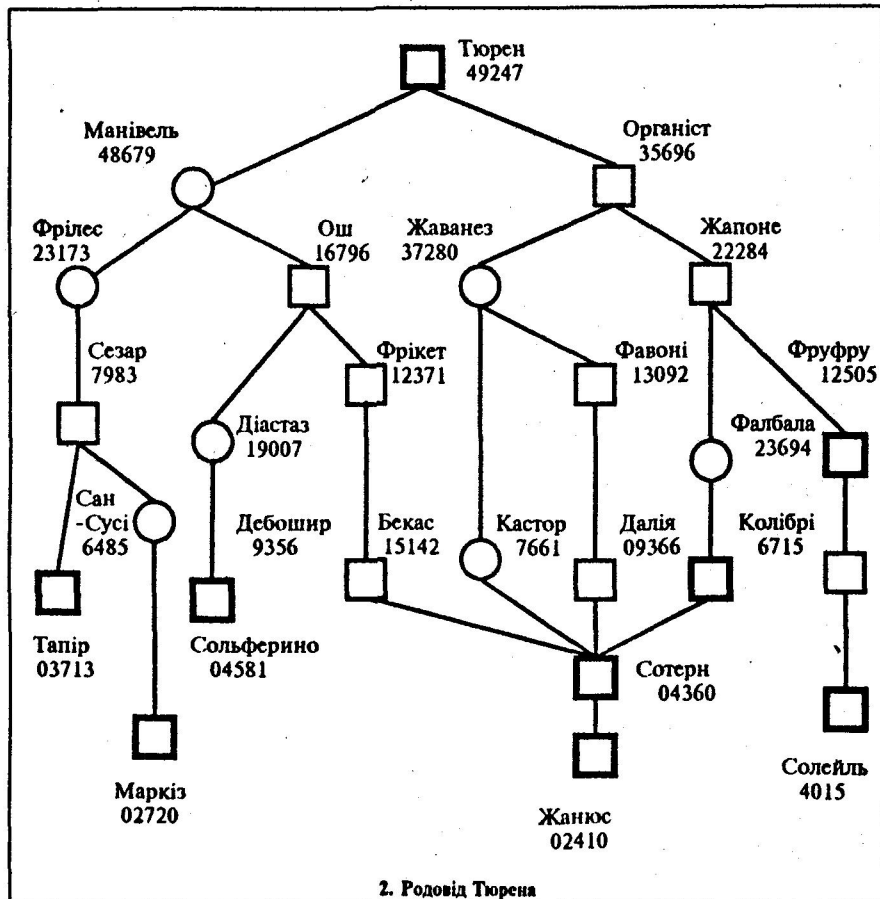 Тюрен
49247
Манівель
48679
Органіст
35696
Фрілес
23173
Ош
16796
Жаванез
37280
Жапоне
22284
Сезар
7983
Фрікет
12371
Фавоні
13092
Фруфру
12505
Діастаз
19007
Фалбала
23694
Сан
-Сусі
6485
Дебошир
9356
Бекас
15142
Кастор
7661
Далія
09366
Колібрі
6715
Тапір
03713
Сольферино
04581
Сотерн
04360
Маркіз
02720
Жанюс
02410
Солейль
4015
2. Родовід Тюрена